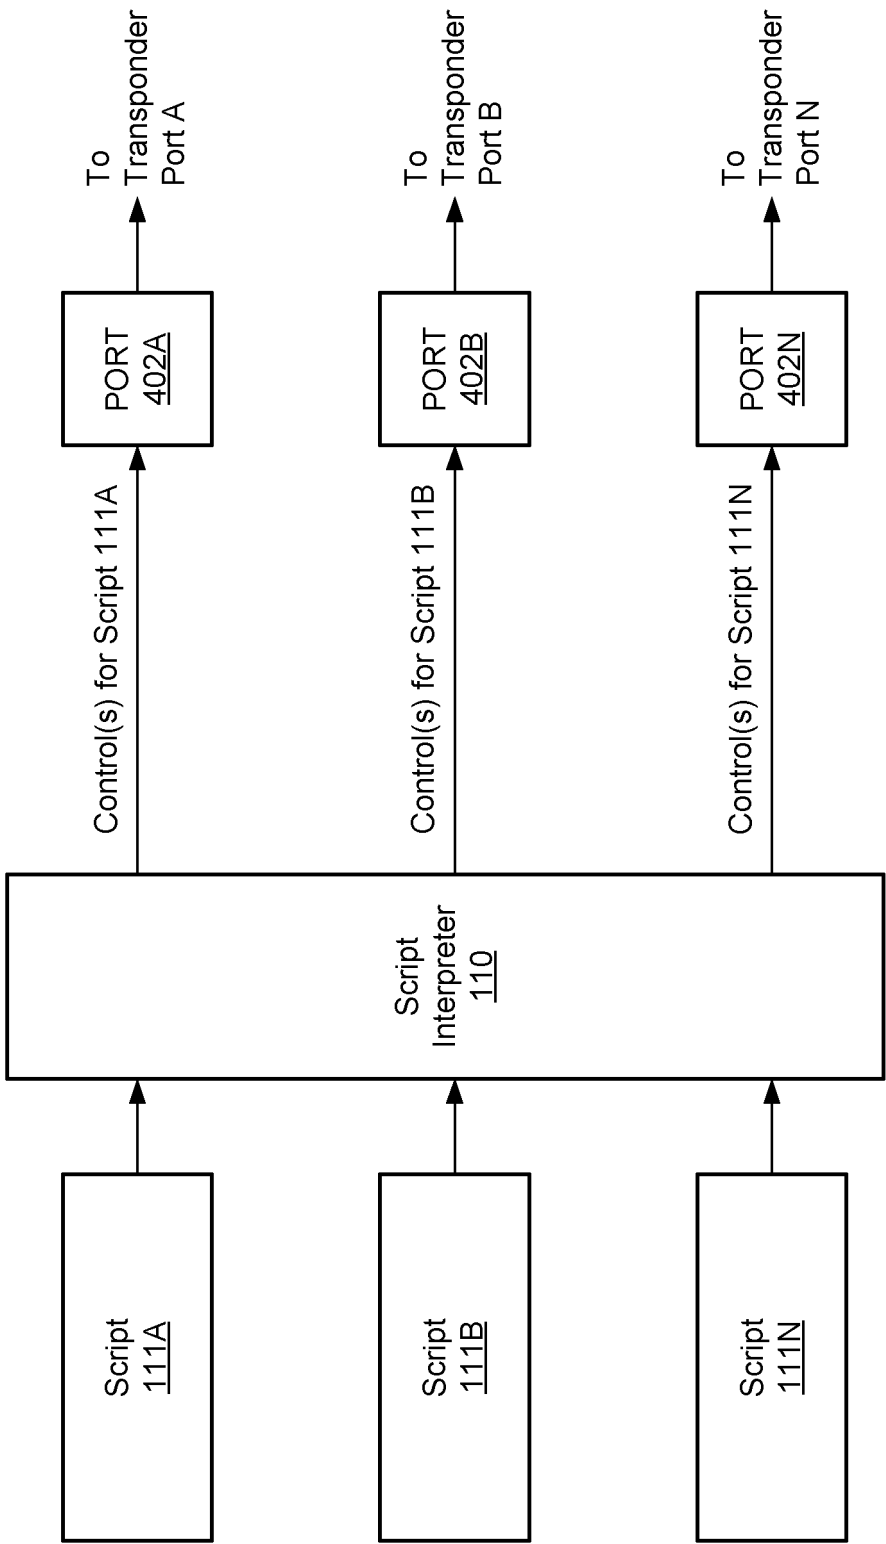 Script
111A
Script
111B
Script
111N
Script
Interpreter
110
Control(s) for Script 111A
Control(s) for Script 111B
Control(s) for Script 111N
PORT
402A
PORT
402B
PORT
402N
To
Transponder
Port A
To
Transponder
Port B
To
Transponder
Port N